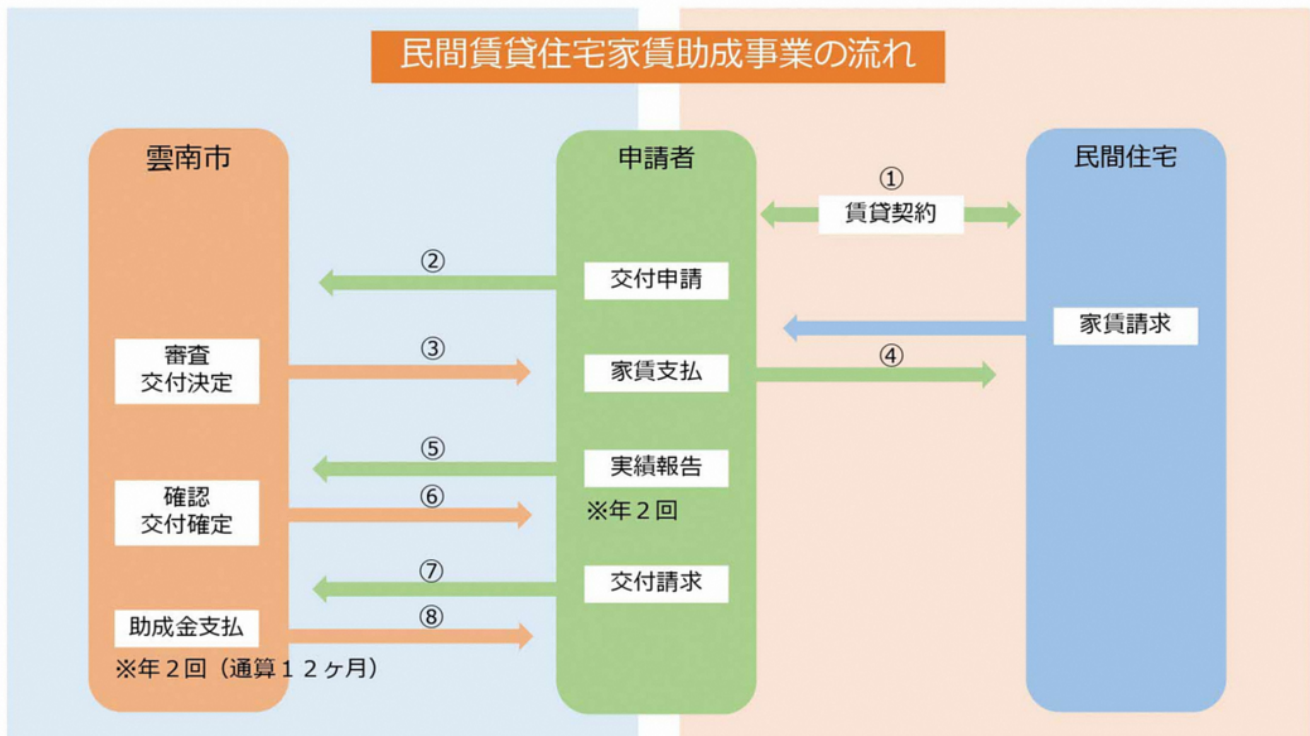 民間賃貸住宅家賃助成事業の流れ
雲南市
申請者
民間住宅
①
賃貸契約
②
交付申請
家賃請求
審査
交付決定
③
家賃支払
④
⑤
実績報告
※年２回
確認
交付確定
⑥
⑦
交付請求
助成金支払
⑧
※年２回（通算１２ヶ月）